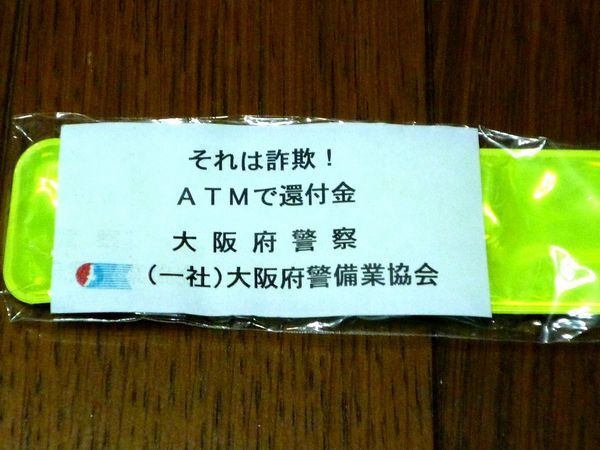 それは詐欺！
ＡＴＭで還付金
大阪府警察
(一社)大阪府警備業協会